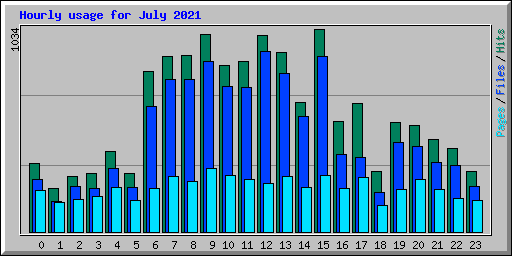 Hourly usage for July 2021
1034
Pages/Files/Hits
0 1 2 3 4 5 6 7 8 9 10 11 12 13 14 15 16 17 18 19 20 21 22 23